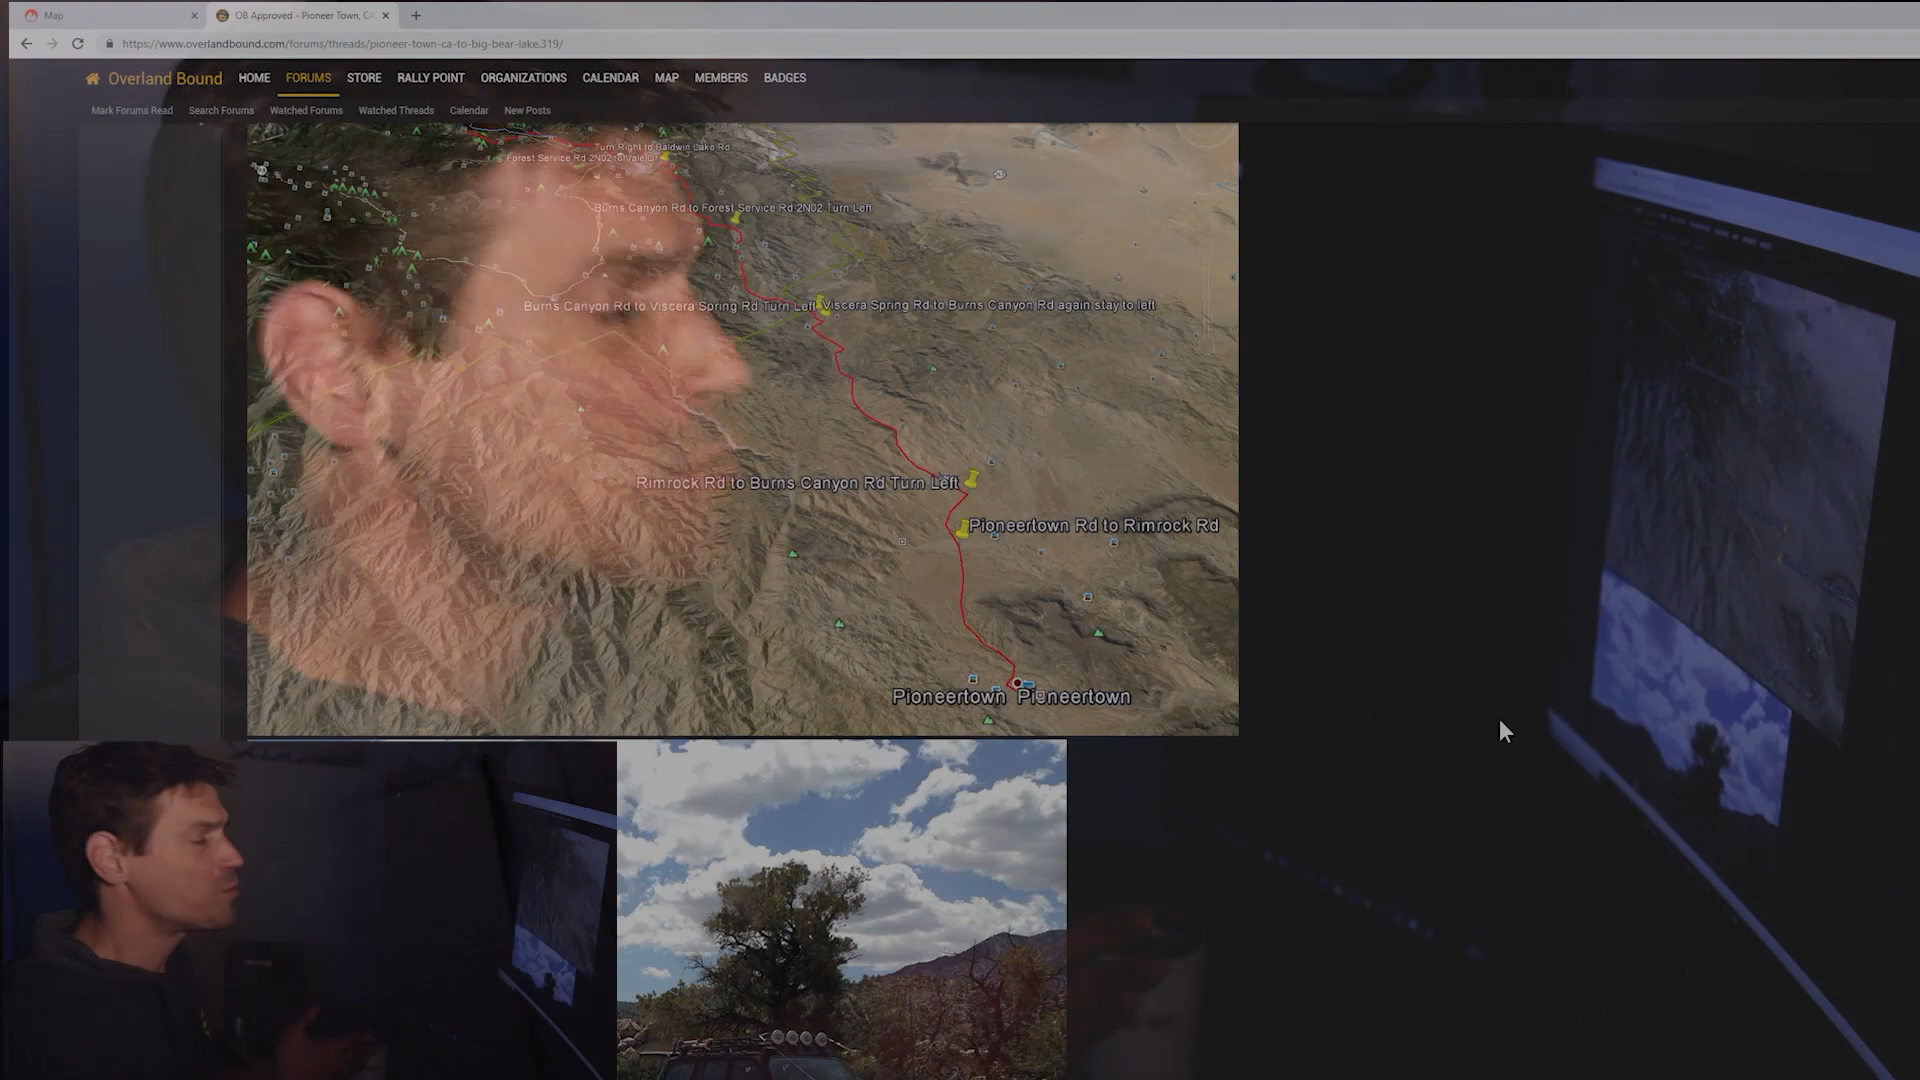 Map
OB Approved - Pioneer Town, CA
https://www.overlandbound.com/forums/threads/pioneer-town-ca-to-big-bear-lake.319/
Overland Bound HOME FORUMS STORE RALLY POINT ORGANIZATIONS CALENDAR MAP MEMBERS BADGES
Mark Forums Read Search Forums Watched Forums Watched Threads Calendar New Posts
Turn Right to Baldwin Lake Rd
Forest Service Rd 2N02 to Vale Dr
Burns Canyon Rd to Forest Service Rd 2N02 Turn Left
Burns Canyon Rd to Viscera Spring Rd Turn Left
Viscera Spring Rd to Burns Canyon Rd again stay to left
Rimrock Rd to Burns Canyon Rd Turn Left
Pioneertown Rd to Rimrock Rd
Pioneertown Pioneertown